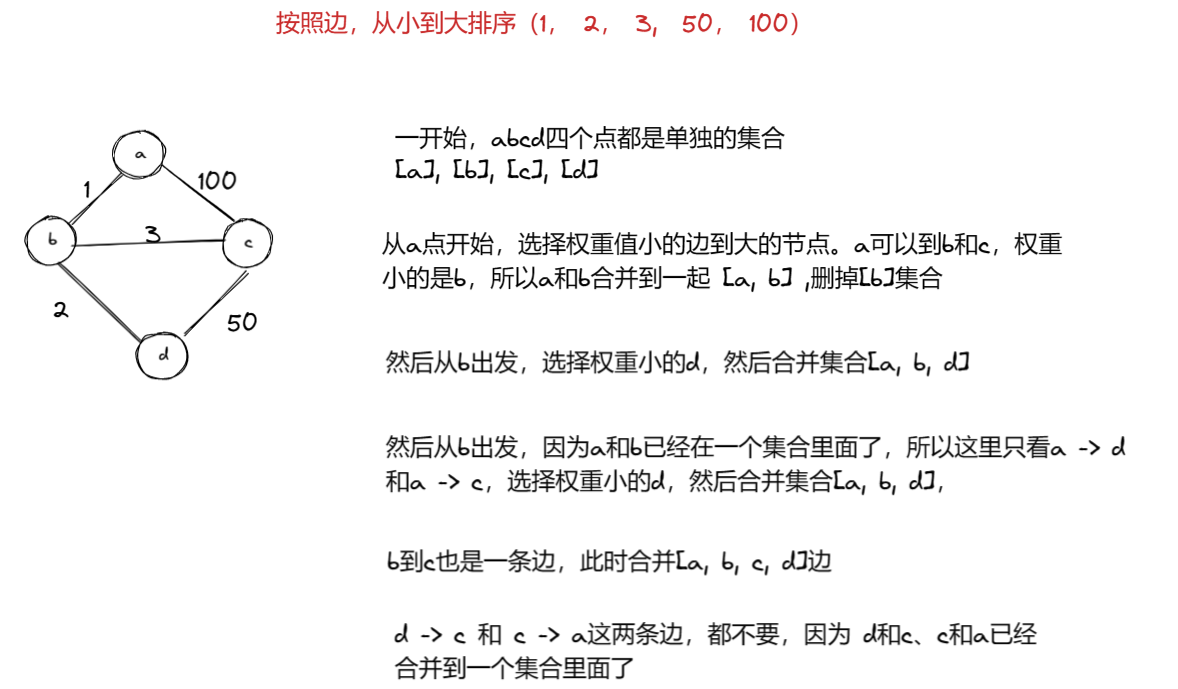 按照边，从小到大排序（1， 2， 3， 50， 100）
一开始，abcd四个点都是单独的集合
[a], [b], [c], [d]
a
1
100
b
3
c
2
50
d
从a点开始，选择权重值小的边到大的节点。a可以到b和c，权重
小的是b，所以a和b合并到一起 [a, b] ,删掉[b]集合
然后从b出发，选择权重小的d，然后合并集合[a, b, d]
然后从b出发，因为a和b已经在一个集合里面了，所以这里只看a -> d
和a -> c，选择权重小的d，然后合并集合[a, b, d],
b到c也是一条边，此时合并[a, b, c, d]边
d -> c 和 c -> a这两条边，都不要，因为 d和c、c和a已经
合并到一个集合里面了